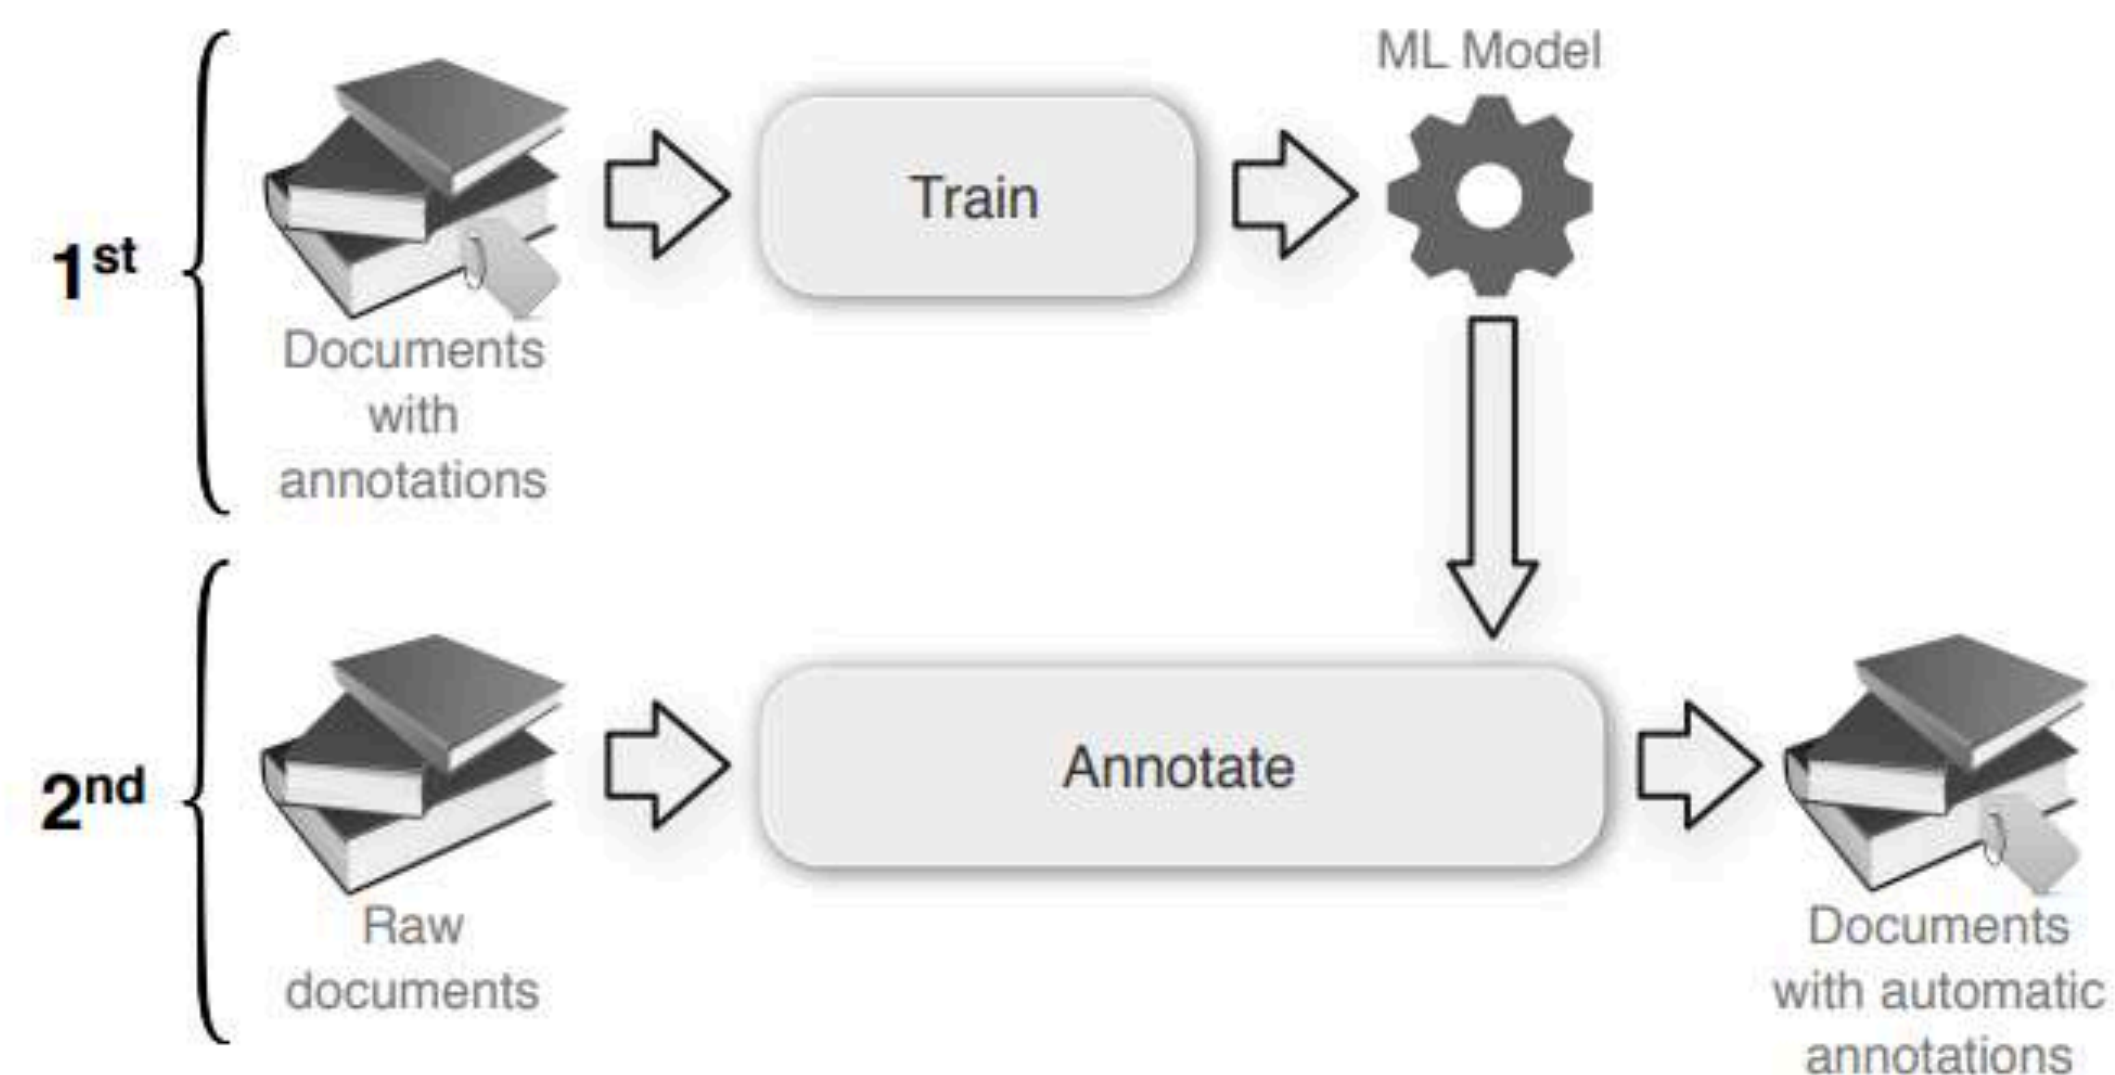 1st
Documents
with
annotations
Train
ML Model
2nd
Raw
documents
Annotate
Documents
with automatic
annotations